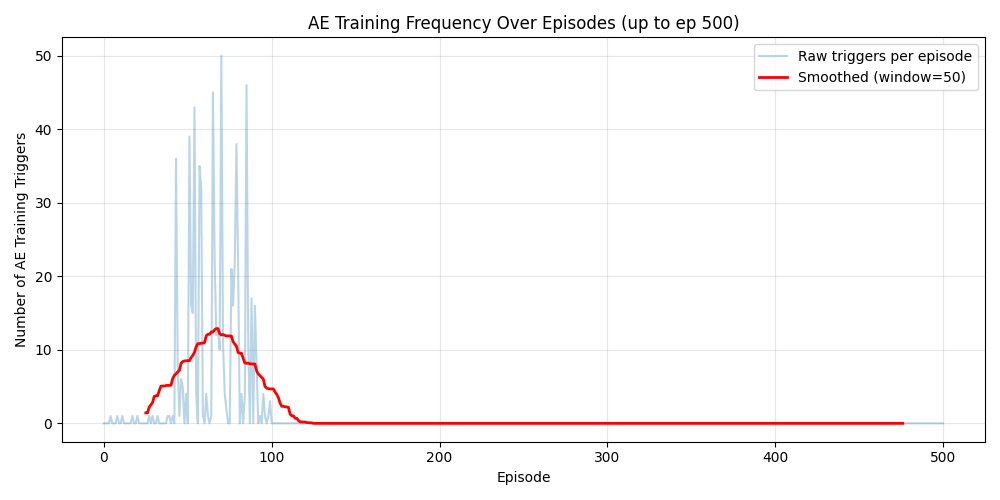 AE Training Frequency Over Episodes (up to ep 500)
Raw triggers per episode
Smoothed (window=50)
Number of AE Training Triggers
50
40
30
20
10
0
0 100 200 300 400 500
Episode